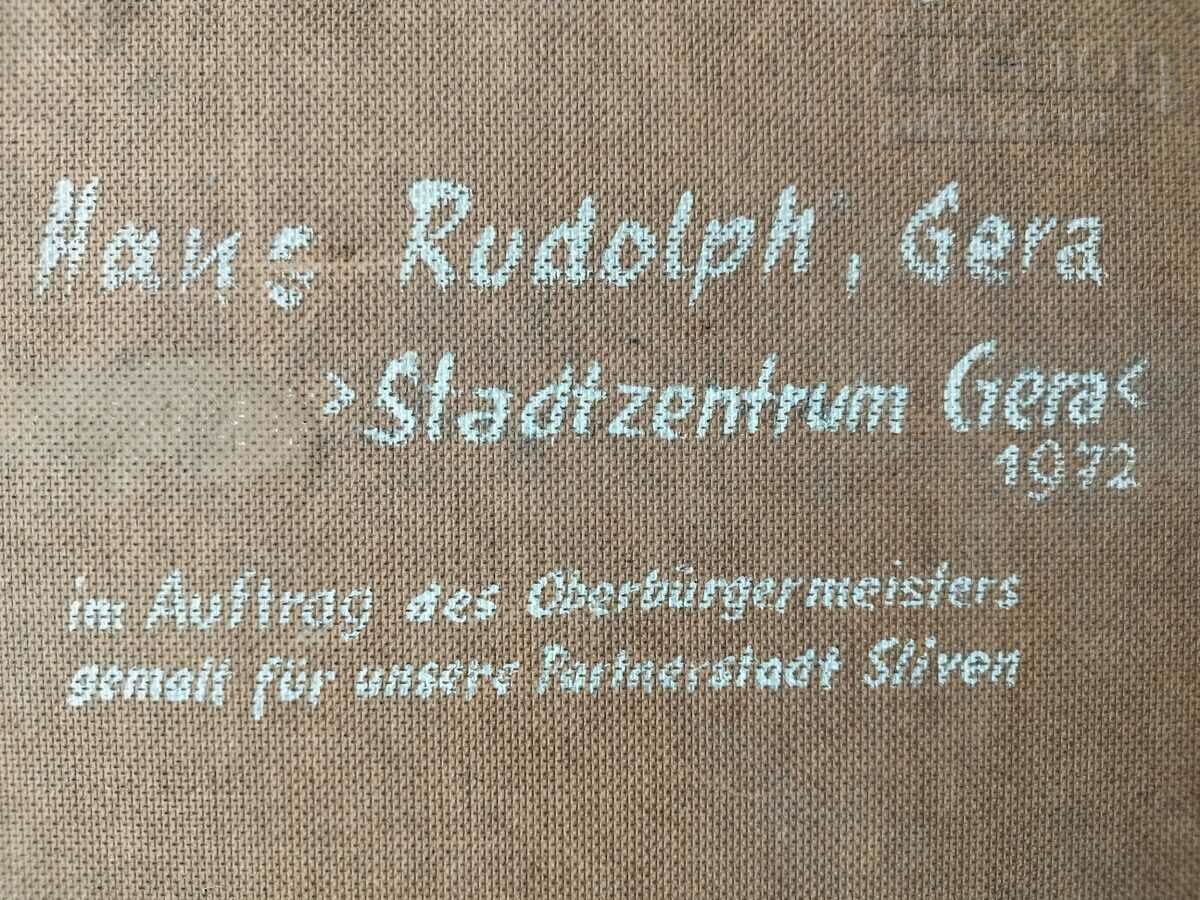 Hans Rudolph, Gera
>Stadtzentrum Gera<
1972
im Auftrag des Oberbürgermeisters
gemalt für unsere Partnerstadt Sliven